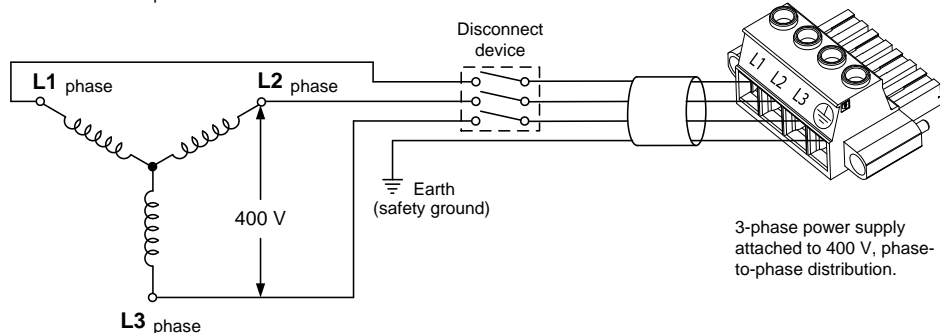 Disconnect
device
L1 phase
L2 phase
L1
L2
L3
Earth
(safety ground)
400 V
3-phase power supply
attached to 400 V, phase-
to-phase distribution.
L3 phase